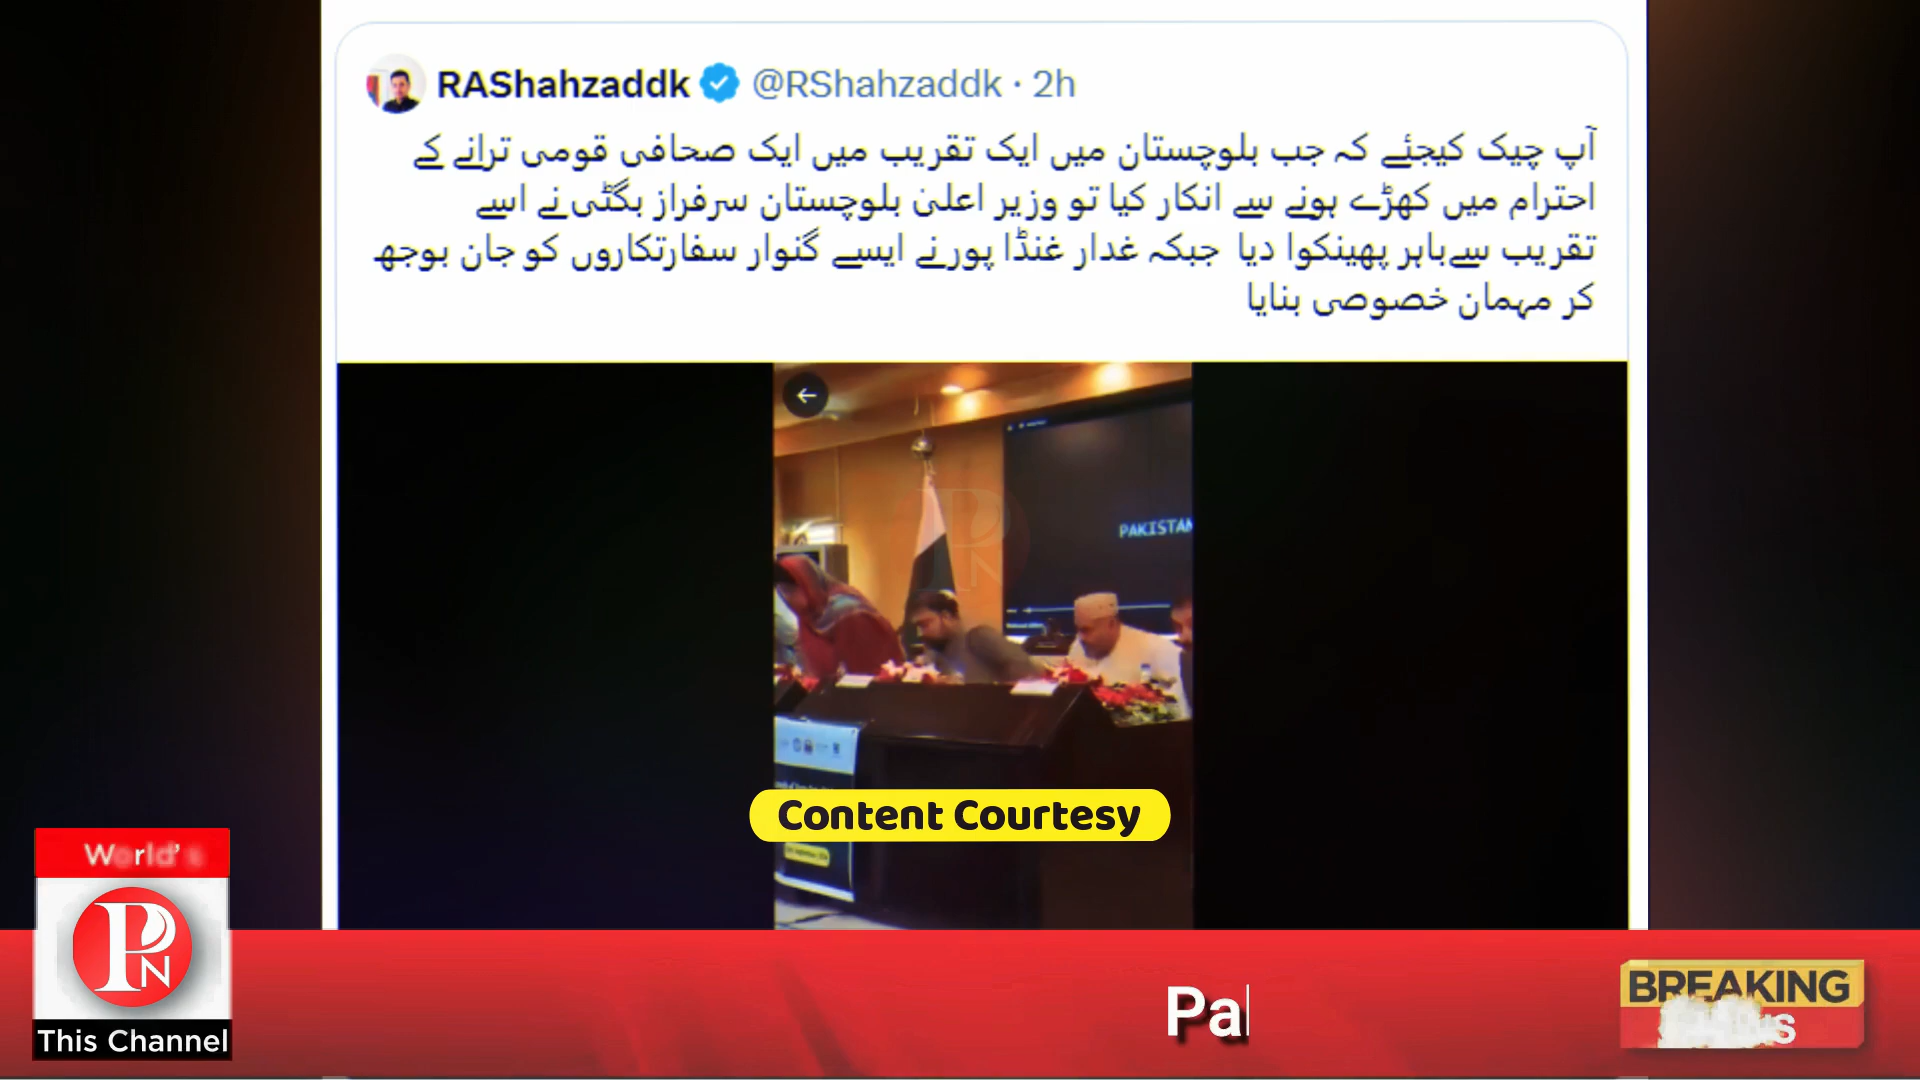 RAShahzaddk @RShahzaddk · 2h
آپ چیک کیجئے کہ جب بلوچستان میں ایک تقریب میں ایک صحافی قومی ترانے کے
احترام میں کھڑے ہونے سے انکار کیا تو وزیر اعلیٰ بلوچستان سرفراز بگٹی نے اسے
تقریب سےباہر پھینکوا دیا جبکہ غدار غنڈا پورنے ایسے گنوار سفارتکاروں کو جان بوجھ
کر مہمان خصوصی بنایا
PAKISTAN
Content Courtesy
World's
PN
This Channel
Pa
BREAKING